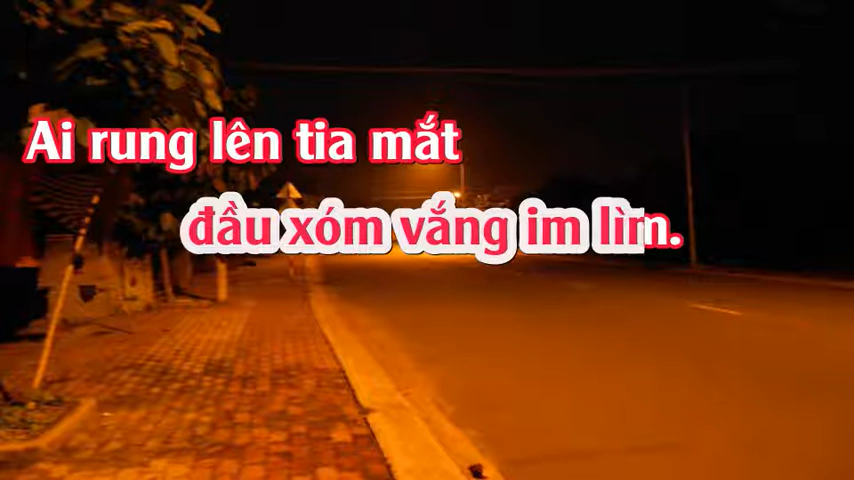 Ai rung lên tia mắt
đầu xóm vắng im lìm.